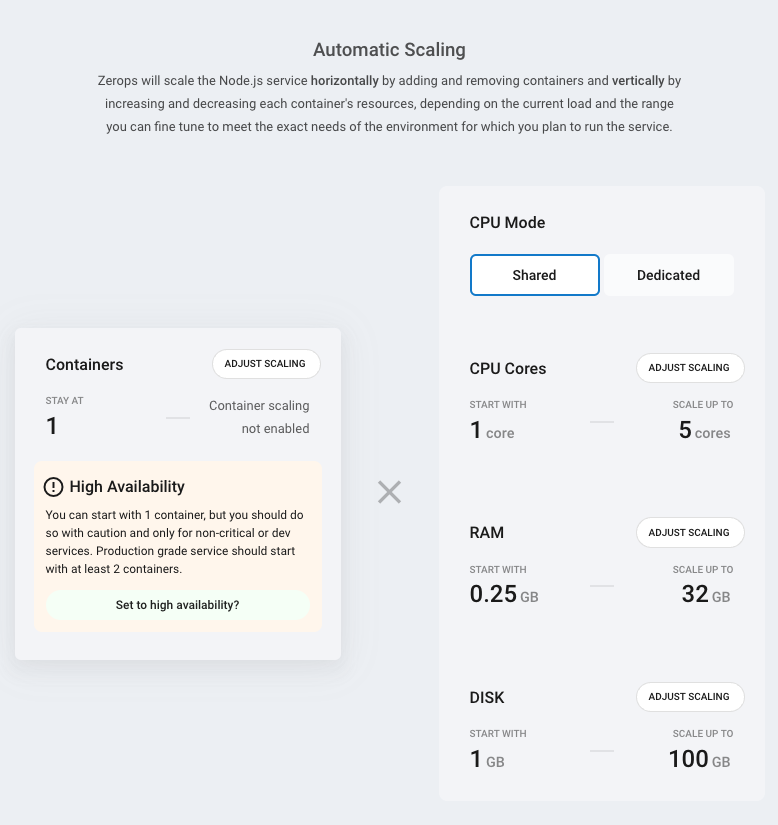 Automatic Scaling
Zerops will scale the Node.js service horizontally by adding and removing containers and vertically by
increasing and decreasing each container's resources, depending on the current load and the range
you can fine tune to meet the exact needs of the environment for which you plan to run the service.
Containers
ADJUST SCALING
STAY AT
1
Container scaling
not enabled
High Availability
You can start with 1 container, but you should do
so with caution and only for non-critical or dev
services. Production grade service should start
with at least 2 containers.
Set to high availability?
CPU Mode
Shared
Dedicated
CPU Cores
ADJUST SCALING
START WITH
1 core
SCALE UP TO
5 cores
RAM
ADJUST SCALING
START WITH
0.25 GB
SCALE UP TO
32 GB
DISK
ADJUST SCALING
START WITH
1 GB
SCALE UP TO
100 GB